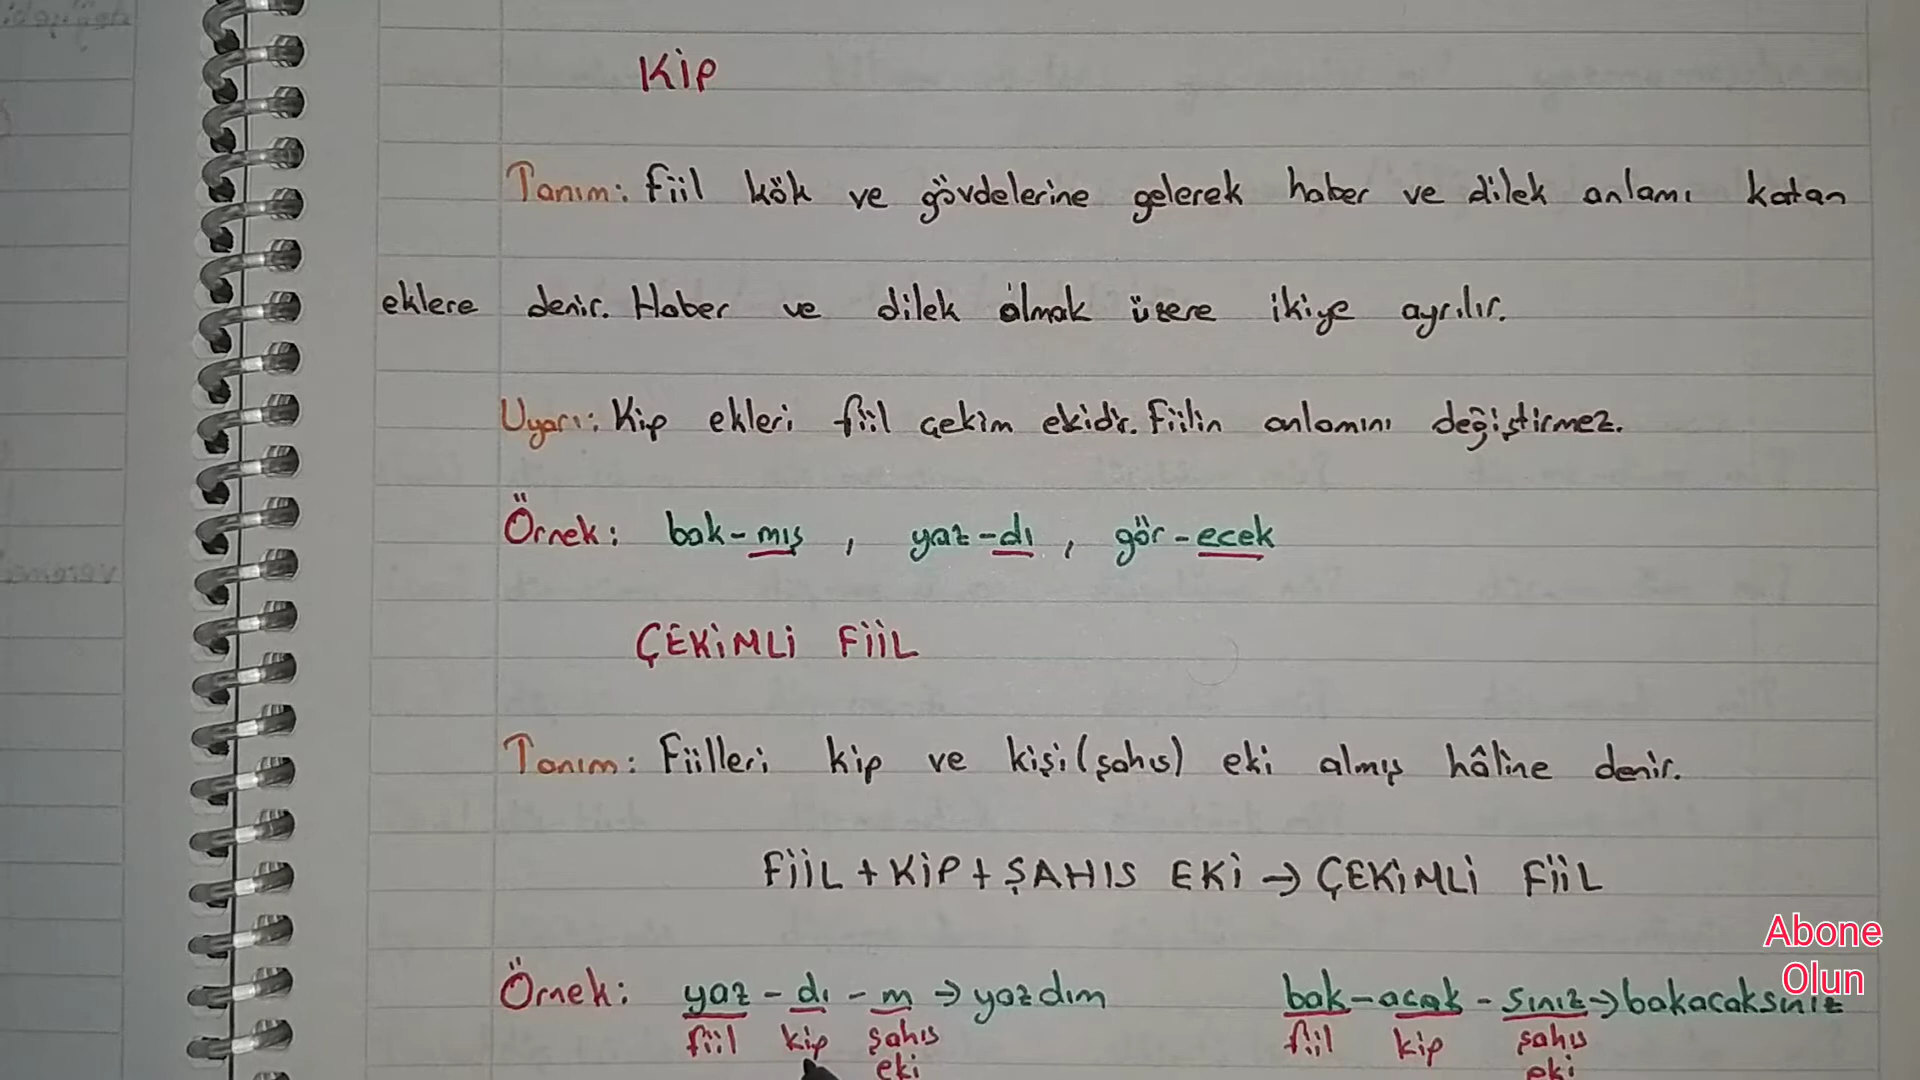 KİP
Tanım: Fiil kök ve gövdelerine gelerek haber ve dilek anlamı katan
eklere denir. Haber ve dilek olmak üzere ikiye ayrılır.
Uyarı: Kip ekleri fiil çekim ekidir. Fiilin anlamını değiştirmez.
Örnek: bak-mış, yaz-dı, gör-ecek
ÇEKİMLİ FİİL
Tanım: Fiilleri kip ve kişi(şahıs) eki almış hâline denir.
FİİL+KİP+ŞAHIS EKİ→ÇEKİMLİ FİİL
Abone
Olun
Örnek: yaz-dı-m→yazdım bak-acak-sınız→bakacaksınız
fiil kip şahıs fiil kip şahıs
eki eki